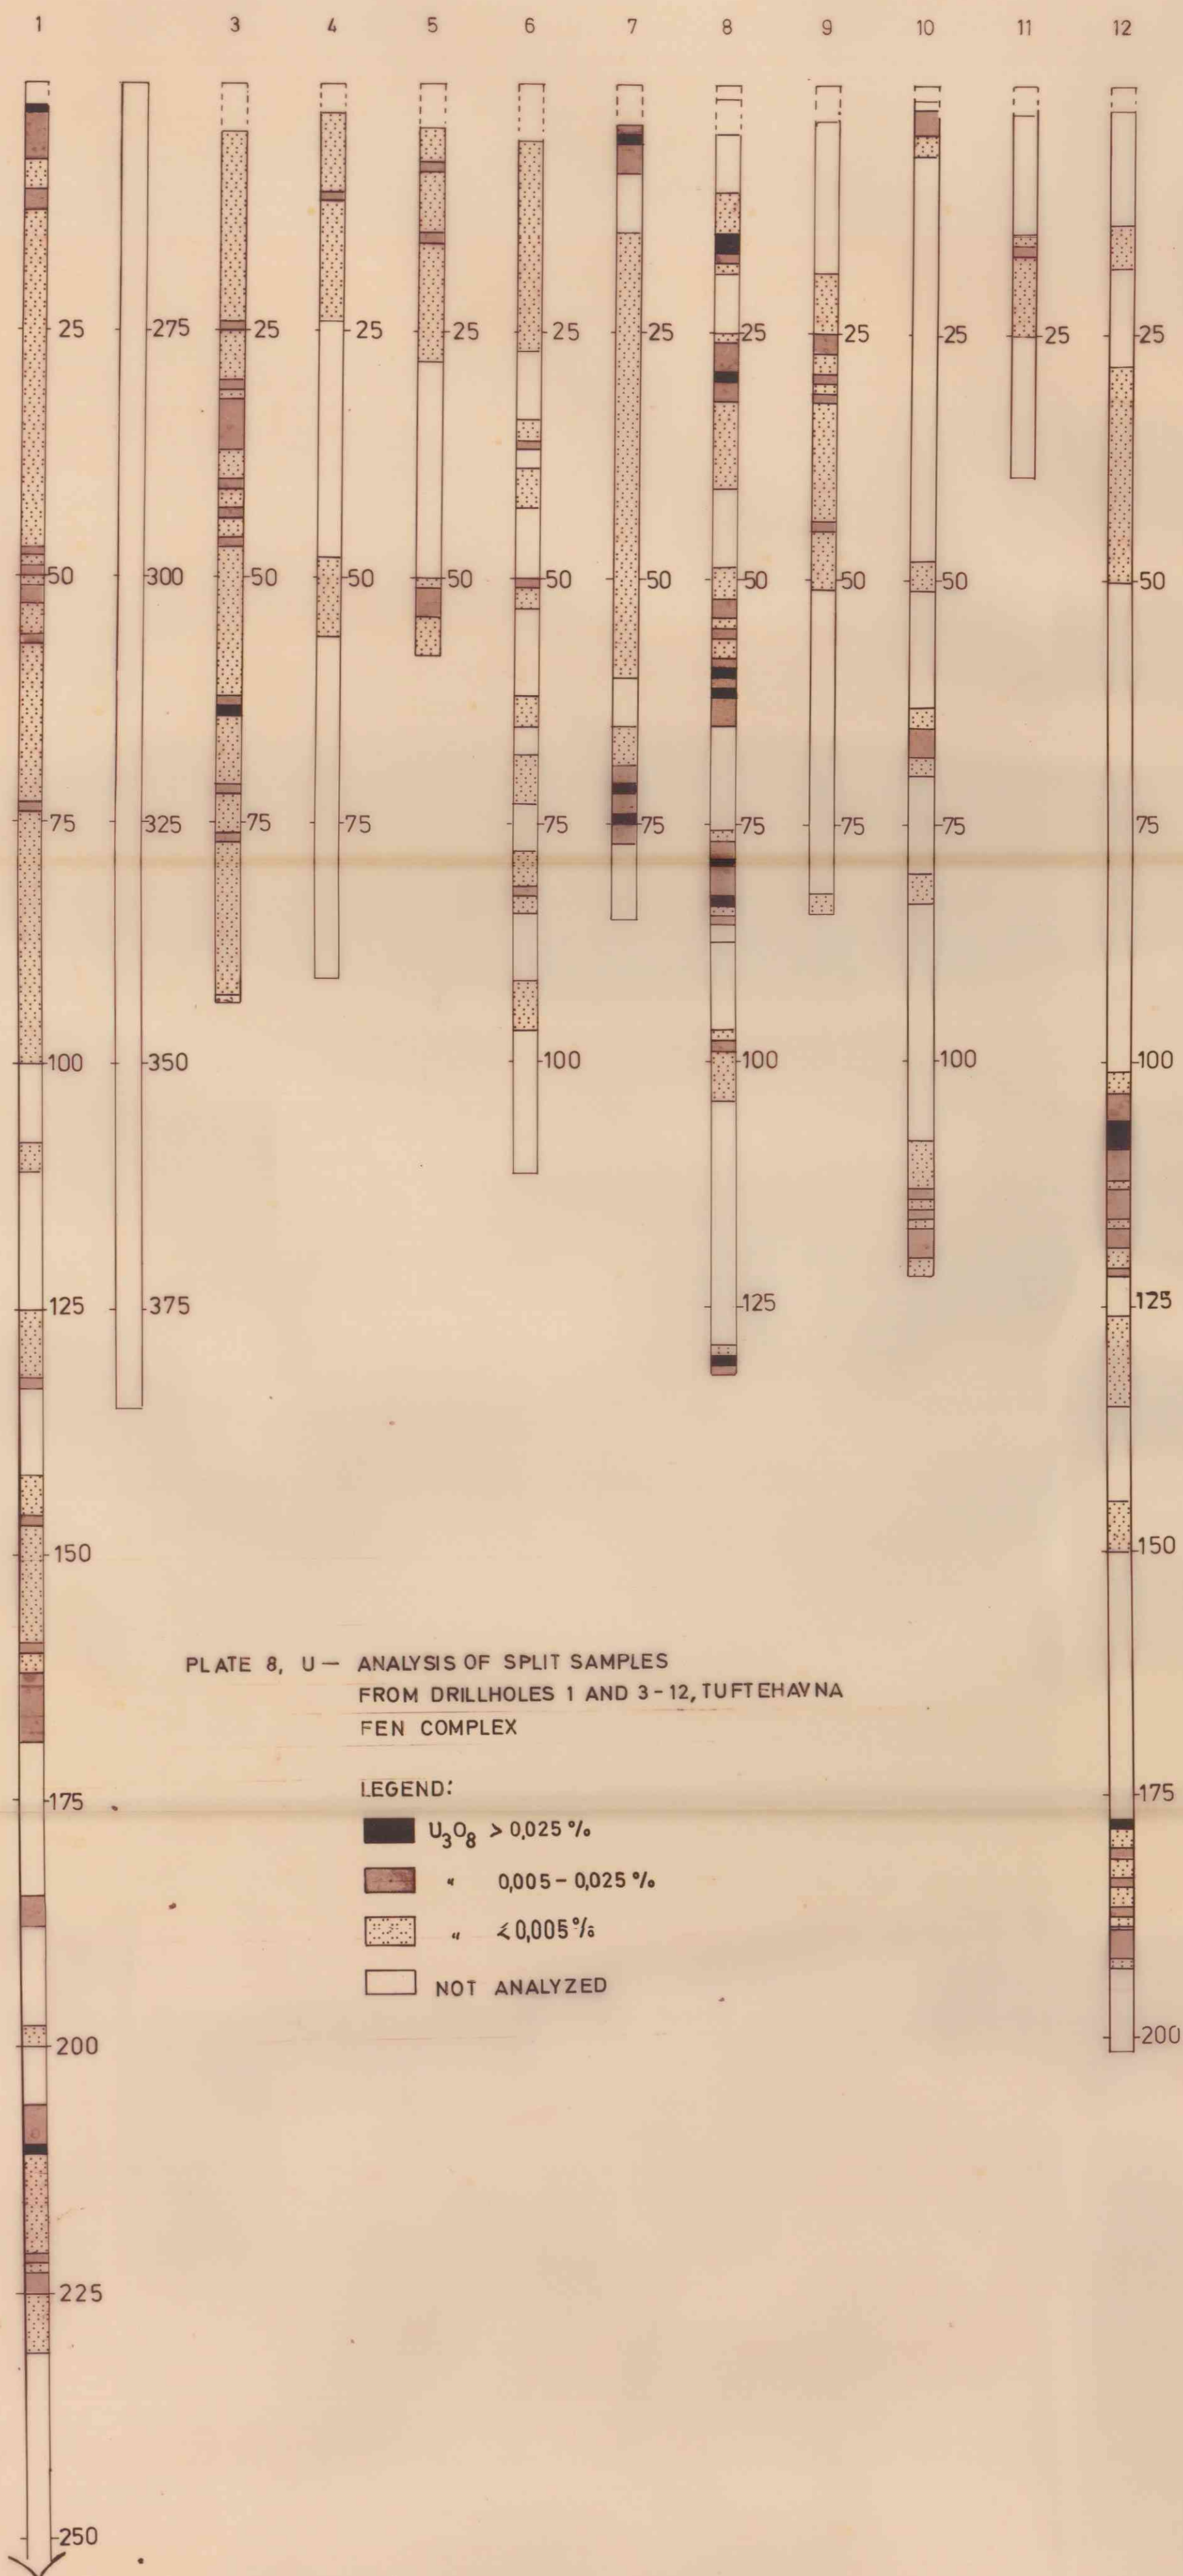 1 3 4 5 6 7 8 9 10 11 12
25 275 25 25 25 25 25 25 25 25 25 25
50 300 50 50 50 50 50 50 50 50 50
75 325 75 75 75 75 75 75 75 75
100 350 100 100 100 100
125 375 125 125
150 150
PLATE 8, U — ANALYSIS OF SPLIT SAMPLES
FROM DRILLHOLES 1 AND 3-12, TUFTEHAVNA
FEN COMPLEX
LEGEND:
175 175
U₃O₈ > 0,025 %
" 0,005 - 0,025 %
" ≤ 0,005 %
NOT ANALYZED
200 200
225
250